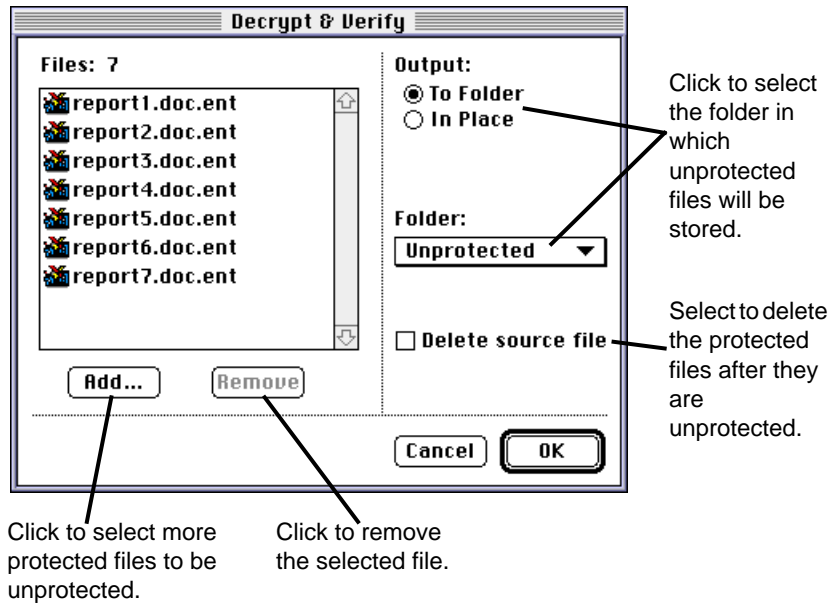 Decrypt & Verify
Files: 7
report1.doc.ent
report2.doc.ent
report3.doc.ent
report4.doc.ent
report5.doc.ent
report6.doc.ent
report7.doc.ent
Add...
Remove
Output:
To Folder
In Place
Folder:
Unprotected
Delete source file
Cancel
OK
Click to select
the folder in
which
unprotected
files will be
stored.
Select to delete
the protected
files after they
are
unprotected.
Click to select more
protected files to be
unprotected.
Click to remove
the selected file.